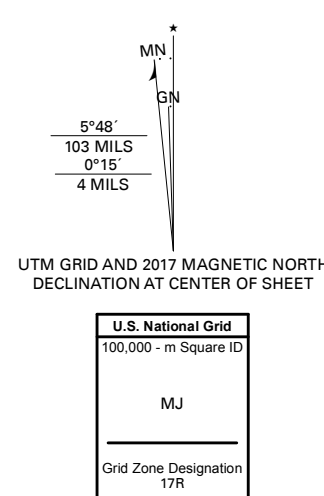 ★
MN
GN
5°48´
103 MILS
0°15´
4 MILS
UTM GRID AND 2017 MAGNETIC NORTH
DECLINATION AT CENTER OF SHEET
U.S. National Grid
100,000 - m Square ID
MJ
Grid Zone Designation
17R